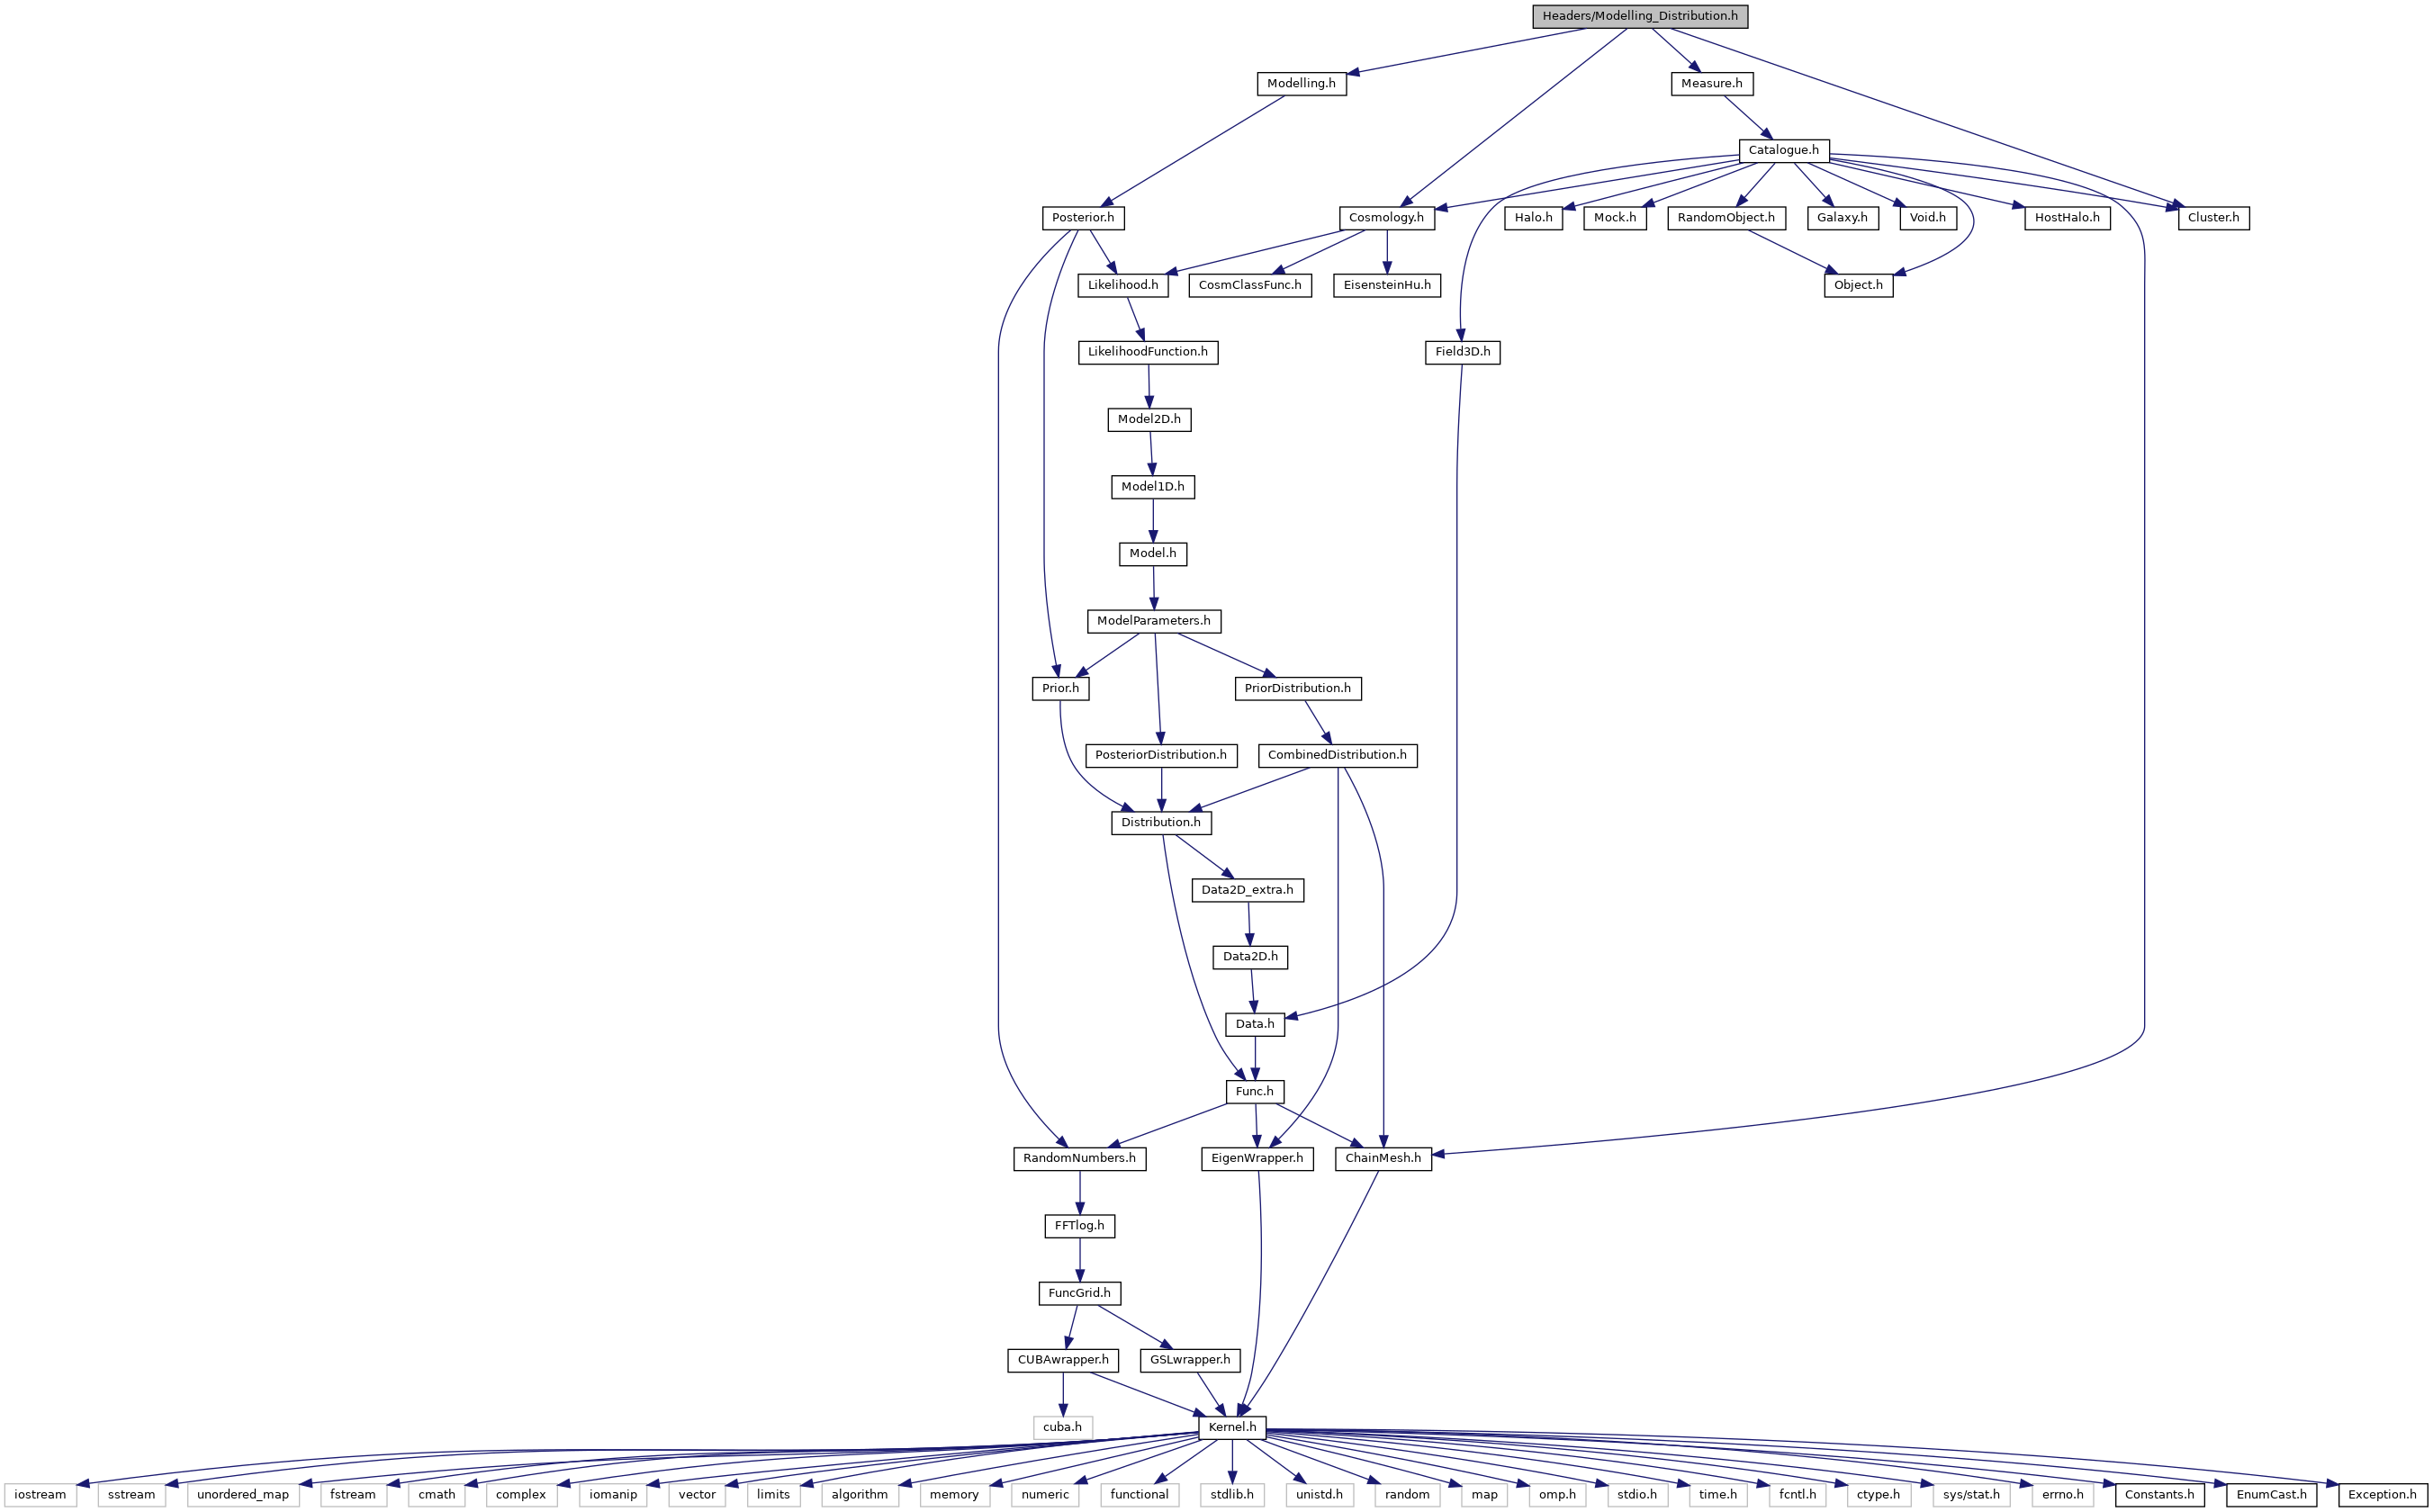 Headers/Modelling_Distribution.h
Modelling.h
Measure.h
Catalogue.h
Posterior.h
Cosmology.h
Halo.h
Mock.h
RandomObject.h
Galaxy.h
Void.h
HostHalo.h
Cluster.h
Likelihood.h
CosmClassFunc.h
EisensteinHu.h
Object.h
LikelihoodFunction.h
Field3D.h
Model2D.h
Model1D.h
Model.h
ModelParameters.h
Prior.h
PriorDistribution.h
PosteriorDistribution.h
CombinedDistribution.h
Distribution.h
Data2D_extra.h
Data2D.h
Data.h
Func.h
RandomNumbers.h
EigenWrapper.h
ChainMesh.h
FFTlog.h
FuncGrid.h
CUBAwrapper.h
GSLwrapper.h
cuba.h
Kernel.h
iostream
sstream
unordered_map
fstream
cmath
complex
iomanip
vector
limits
algorithm
memory
numeric
functional
stdlib.h
unistd.h
random
map
omp.h
stdio.h
time.h
fcntl.h
ctype.h
sys/stat.h
errno.h
Constants.h
EnumCast.h
Exception.h